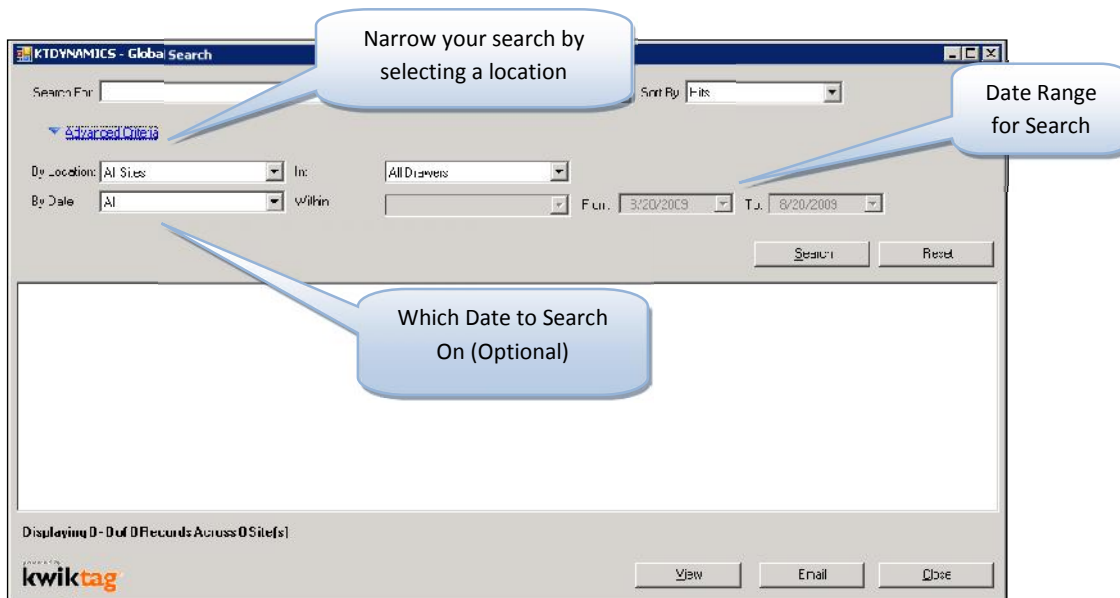 Narrow your search by
selecting a location
KTDYNAMICS - Global Search
Search For
Sort By Hits
Date Range
for Search
Advanced Criteria
By Location: All Sites In: All Drawers
By Date All Within From: 8/20/2009 To: 8/20/2009
Search Reset
Which Date to Search
On (Optional)
Displaying 0 - 0 of 0 Records Across 0 Site(s)
kwiktag
View Email Close